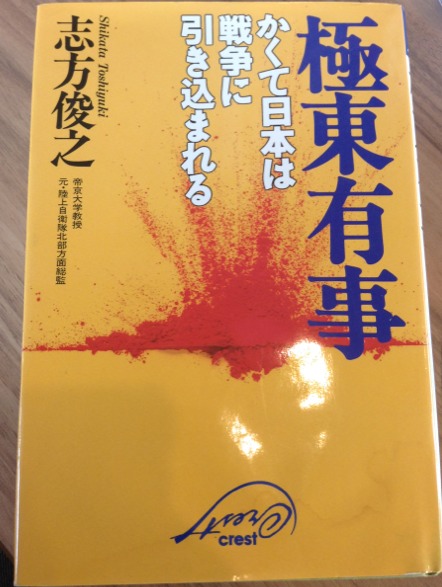 極東有事
かくて日本は
戦争に
引き込まれる
Shikata Toshiyuki
志方俊之
帝京大学教授
元・陸上自衛隊北部方面総監
Crest
crest